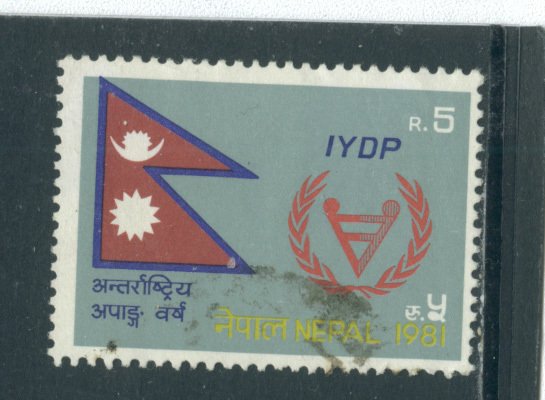 R. 5
IYDP
अन्तर्राष्ट्रिय
अपाङ्ग वर्ष
रु. ५
नेपाल NEPAL 1981